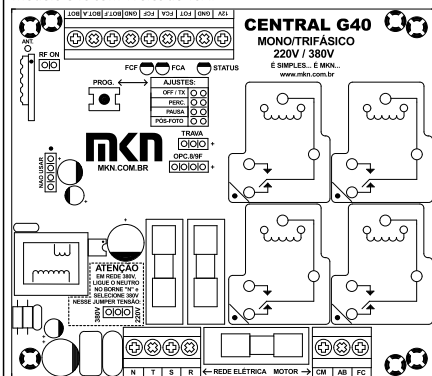 BOT BOT.F BOT.A GND FCF FCA FOT GND 12V
CENTRAL G40
MONO/TRIFÁSICO
220V / 380V
É SIMPLES... É MKN...
www.mkn.com.br
ANT.
RF ON
FCF
FCA
STATUS
PROG.
AJUSTES:
OFF / TX
PERC.
PAUSA
PÓS-FOTO
TRAVA
OPC.8/9F
mkn
MKN.COM.BR
NÃO USAR
ATENÇÃO
EM REDE 380V,
LIGUE O NEUTRO
NO BORNE "N" e
SELECIONE 380V
NESSE JUMPER TENSÃO:
380V
220V
N T S R
REDE ELÉTRICA
MOTOR
CM AB FC